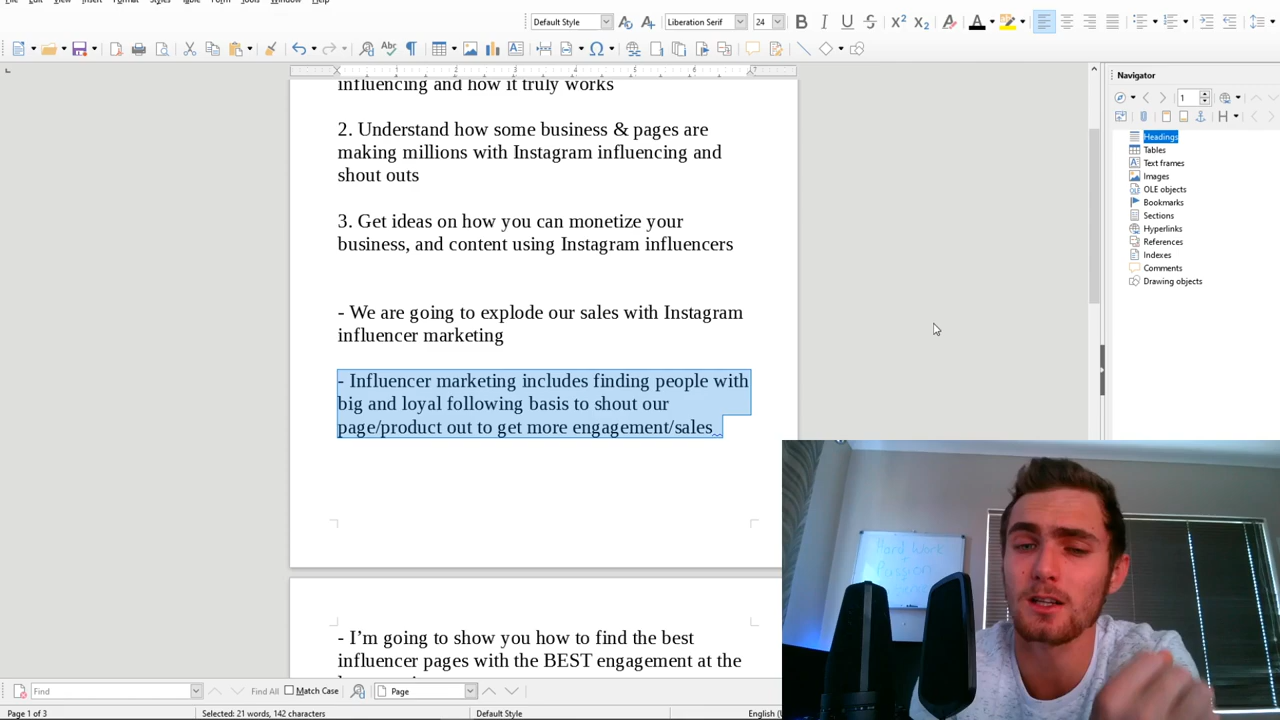 Default Style
Liberation Serif
24
influencing and how it truly works
2. Understand how some business & pages are
making millions with Instagram influencing and
shout outs
3. Get ideas on how you can monetize your
business, and content using Instagram influencers
- We are going to explode our sales with Instagram
influencer marketing
- Influencer marketing includes finding people with
big and loyal following basis to shout our
page/product out to get more engagement/sales
- I’m going to show you how to find the best
influencer pages with the BEST engagement at the
Navigator
1
Headings
Tables
Text frames
Images
OLE objects
Bookmarks
Sections
Hyperlinks
References
Indexes
Comments
Drawing objects
Hard Work
Passion
Find
Find All
Match Case
Page
Page 1 of 3
Selected: 21 words, 142 characters
Default Style
English